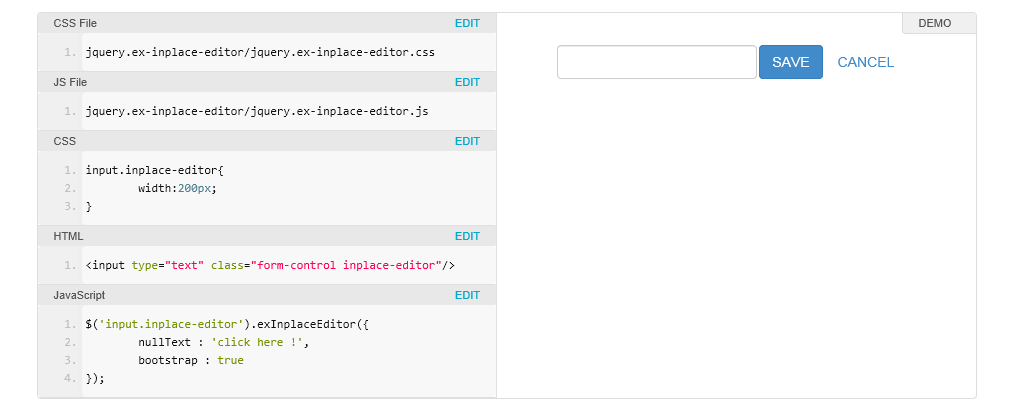 CSS File EDIT
1. jquery.ex-inplace-editor/jquery.ex-inplace-editor.css
JS File EDIT
1. jquery.ex-inplace-editor/jquery.ex-inplace-editor.js
CSS EDIT
1. input.inplace-editor{
2. width:200px;
3. }
HTML EDIT
1. <input type="text" class="form-control inplace-editor"/>
JavaScript EDIT
1. $('input.inplace-editor').exInplaceEditor({
2. nullText : 'click here !',
3. bootstrap : true
4. });
DEMO
SAVE CANCEL